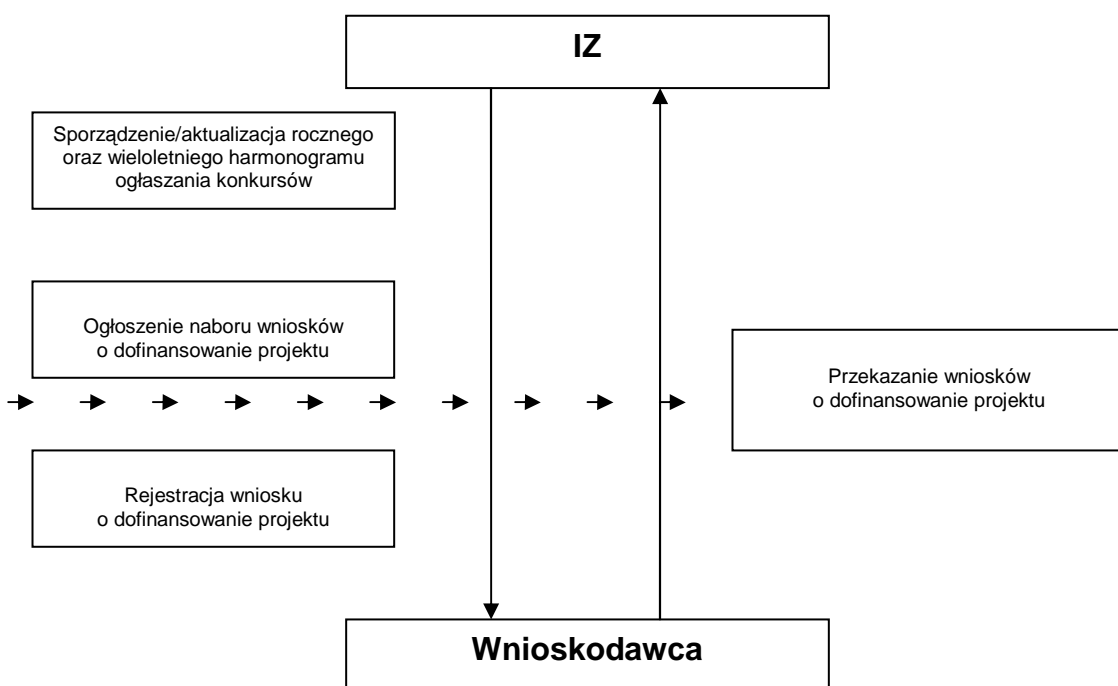 IZ
Sporządzenie/aktualizacja rocznego
oraz wieloletniego harmonogramu
ogłaszania konkursów
Ogłoszenie naboru wniosków
o dofinansowanie projektu
Przekazanie wniosków
o dofinansowanie projektu
Rejestracja wniosku
o dofinansowanie projektu
Wnioskodawca